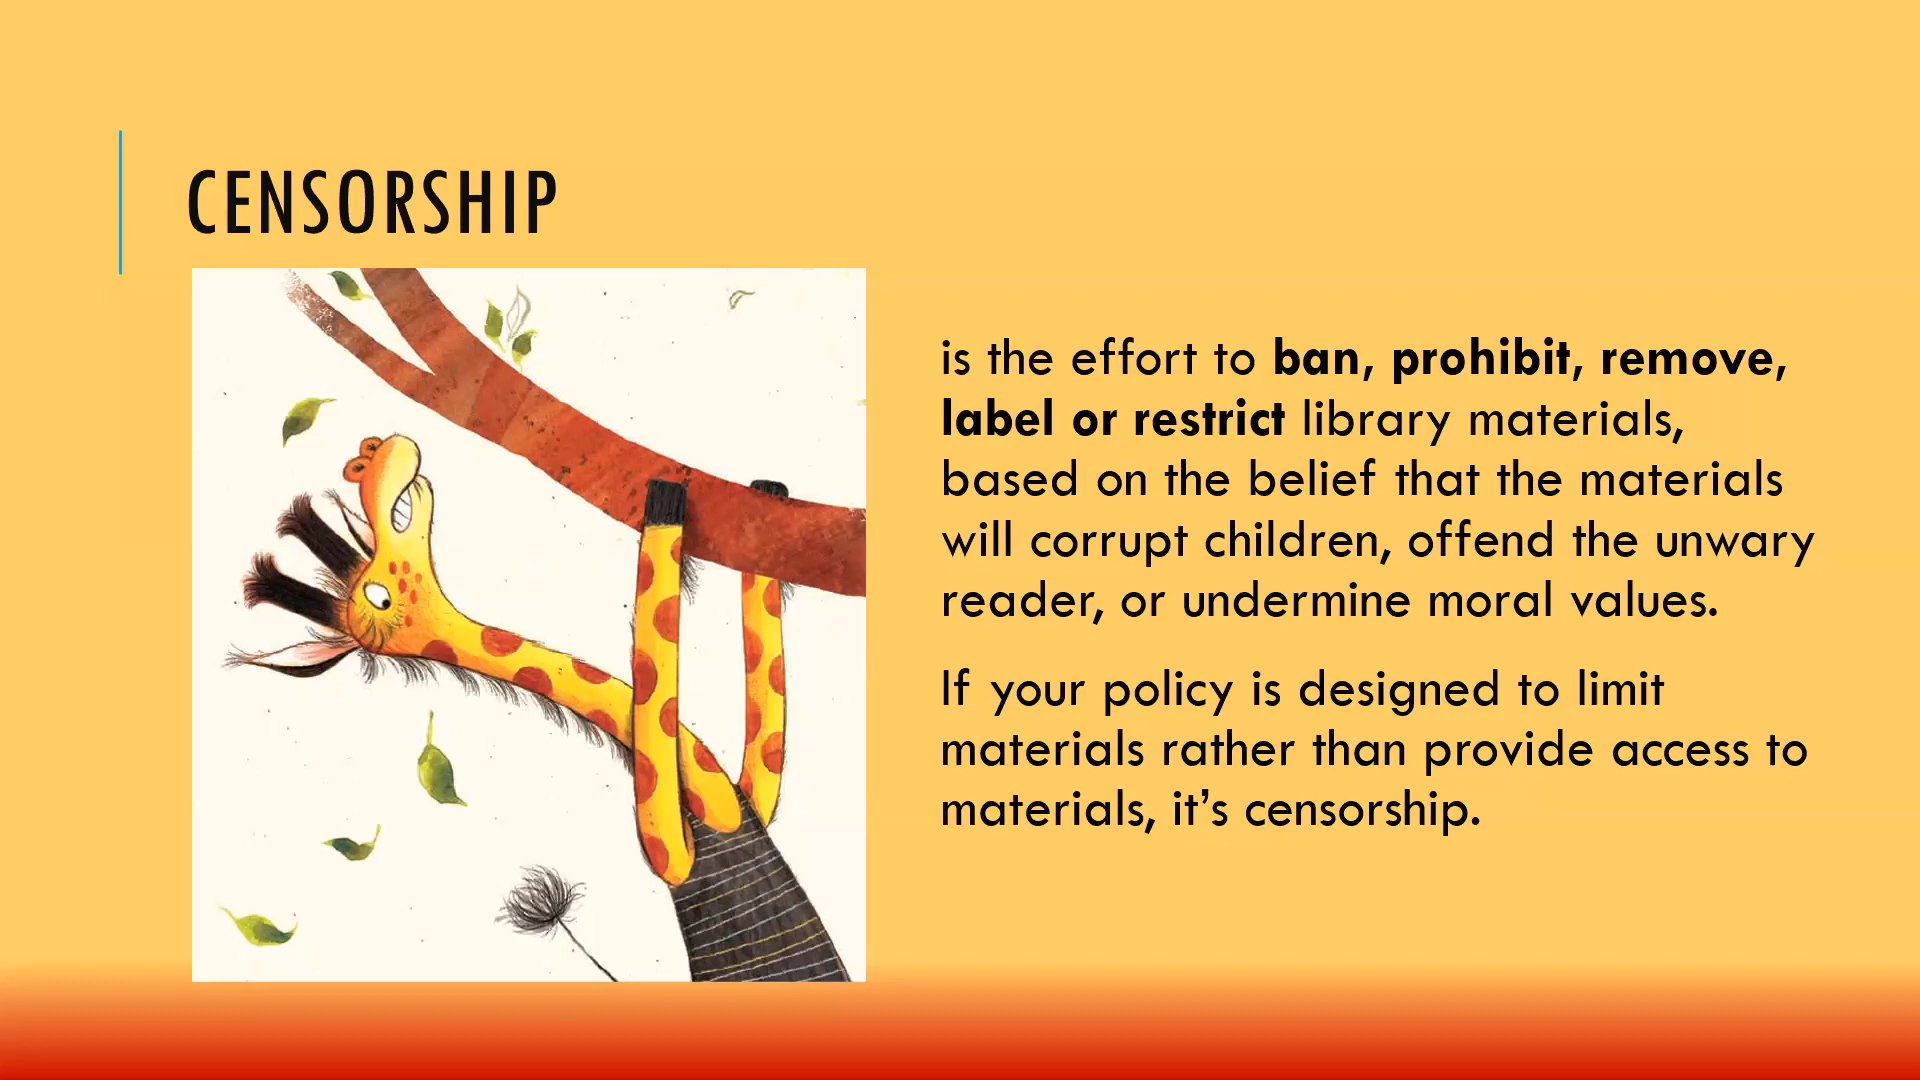 CENSORSHIP
is the effort to ban, prohibit, remove,
label or restrict library materials,
based on the belief that the materials
will corrupt children, offend the unwary
reader, or undermine moral values.
If your policy is designed to limit
materials rather than provide access to
materials, it’s censorship.